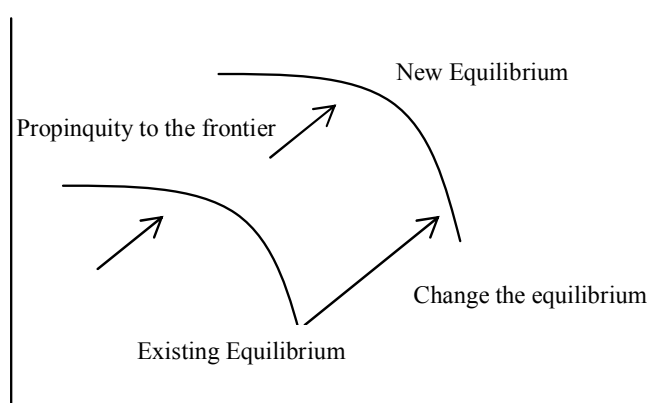 New Equilibrium
Propinquity to the frontier
Change the equilibrium
Existing Equilibrium